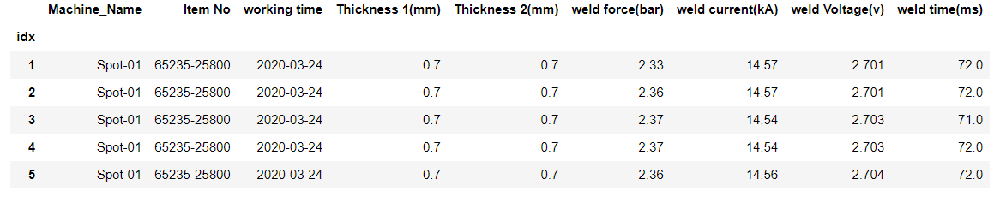 Machine_Name Item No working time Thickness 1(mm) Thickness 2(mm) weld force(bar) weld current(kA) weld Voltage(v) weld time(ms)
idx
1 Spot-01 65235-25800 2020-03-24 0.7 0.7 2.33 14.57 2.701 72.0
2 Spot-01 65235-25800 2020-03-24 0.7 0.7 2.36 14.57 2.701 72.0
3 Spot-01 65235-25800 2020-03-24 0.7 0.7 2.37 14.54 2.703 71.0
4 Spot-01 65235-25800 2020-03-24 0.7 0.7 2.37 14.54 2.703 72.0
5 Spot-01 65235-25800 2020-03-24 0.7 0.7 2.36 14.56 2.704 72.0